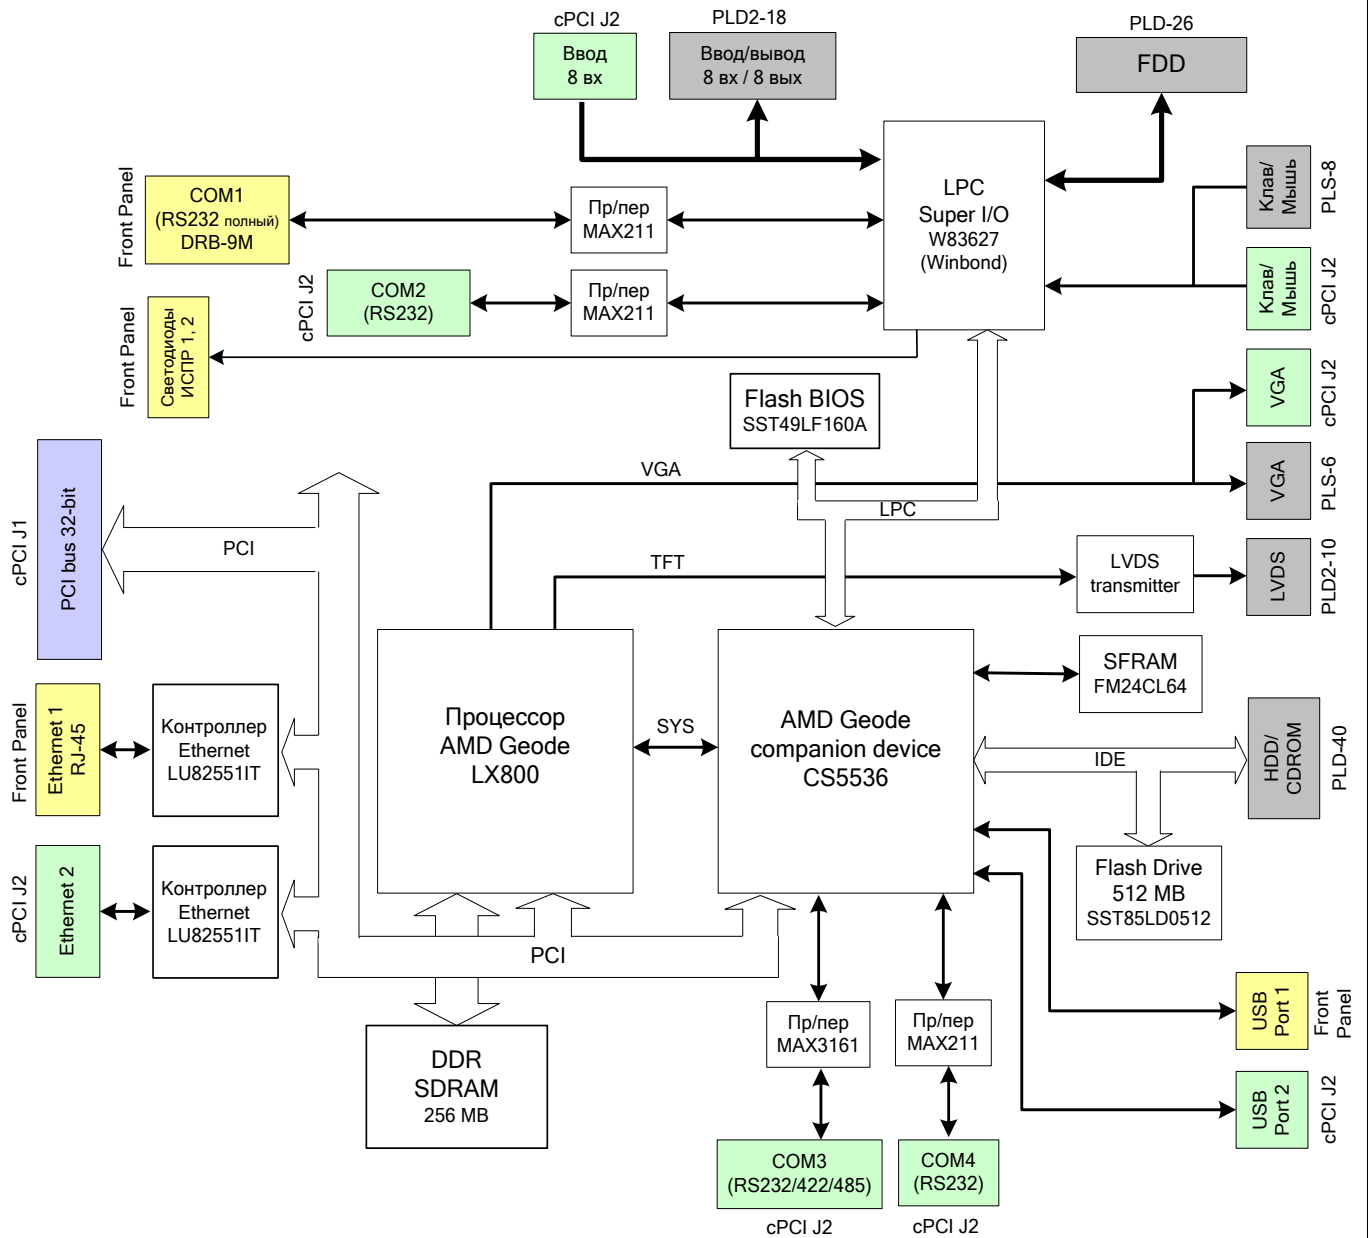 cPCI J2
Ввод
8 вх
PLD2-18
Ввод/вывод
8 вх / 8 вых
PLD-26
FDD
Front Panel
COM1
(RS232 полный)
DRB-9M
Пр/пер
MAX211
LPC
Super I/O
W83627
(Winbond)
Клав/
Мышь
PLS-8
cPCI J2
COM2
(RS232)
Пр/пер
MAX211
Клав/
Мышь
cPCI J2
Front Panel
Светодиоды
ИСПР 1, 2
Flash BIOS
SST49LF160A
VGA
cPCI J2
VGA
VGA
PLS-6
LPC
cPCI J1
PCI bus 32-bit
PCI
TFT
LVDS
transmitter
LVDS
PLD2-10
Front Panel
Ethernet 1
RJ-45
Контроллер
Ethernet
LU82551IT
Процессор
AMD Geode
LX800
SYS
AMD Geode
companion device
CS5536
SFRAM
FM24CL64
IDE
HDD/
CDROM
PLD-40
Flash Drive
512 MB
SST85LD0512
cPCI J2
Ethernet 2
Контроллер
Ethernet
LU82551IT
PCI
DDR
SDRAM
256 MB
Пр/пер
MAX3161
Пр/пер
MAX211
USB
Port 1
Front
Panel
USB
Port 2
cPCI J2
COM3
(RS232/422/485)
cPCI J2
COM4
(RS232)
cPCI J2